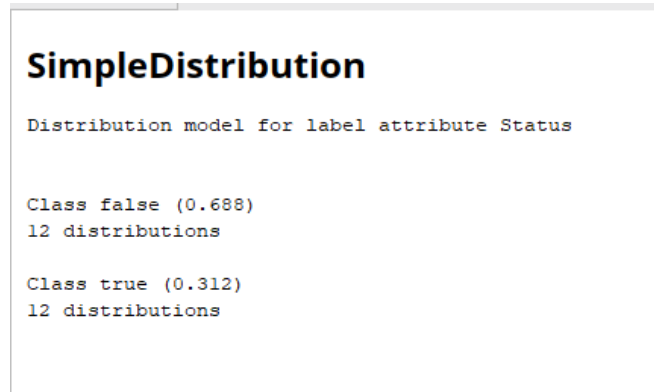 SimpleDistribution
Distribution model for label attribute Status
Class false (0.688)
12 distributions
Class true (0.312)
12 distributions